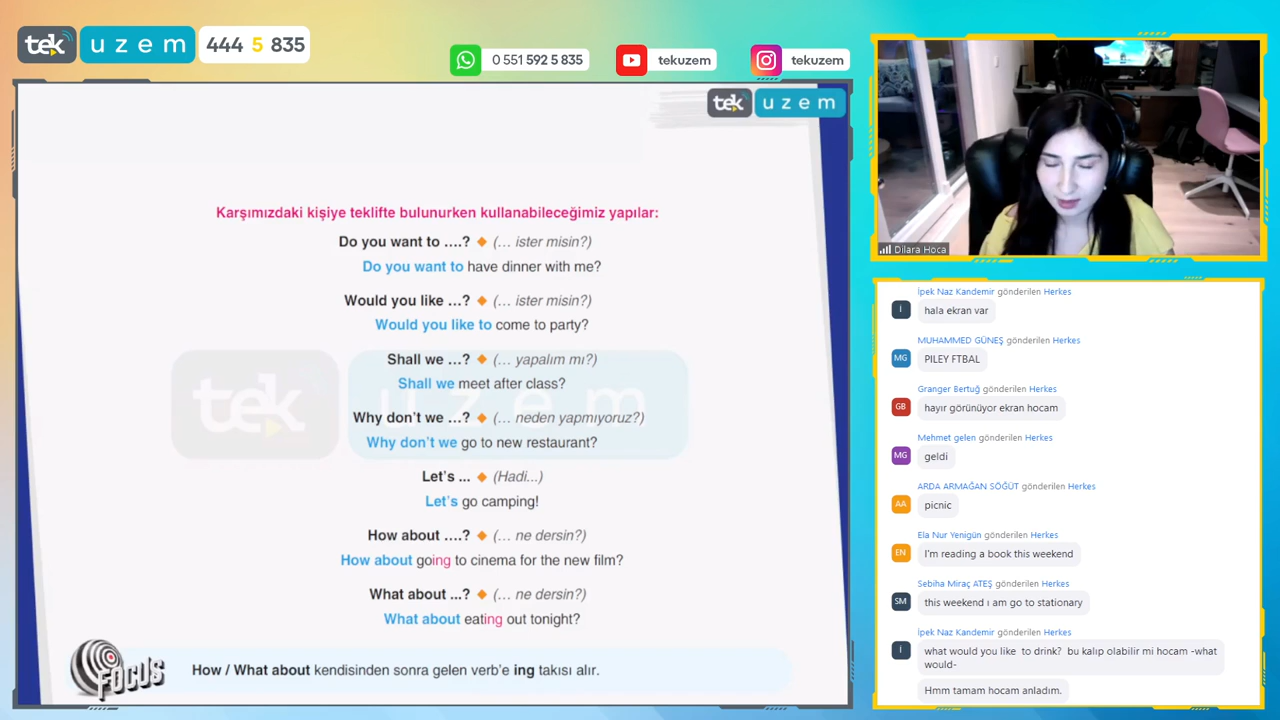 tek uzem 444 5 835
0 551 592 5 835
tekuzem
tekuzem
tek uzem
Karşımızdaki kişiye teklifte bulunurken kullanabileceğimiz yapılar:
Do you want to ….? ◆ (… ister misin?)
Do you want to have dinner with me?
Would you like …? ◆ (… ister misin?)
Would you like to come to party?
Shall we …? ◆ (… yapalım mı?)
Shall we meet after class?
Why don't we …? ◆ (… neden yapmıyoruz?)
Why don't we go to new restaurant?
Let's ... ◆ (Hadi...)
Let's go camping!
How about ….? ◆ (… ne dersin?)
How about going to cinema for the new film?
What about ...? ◆ (… ne dersin?)
What about eating out tonight?
FOCUS
How / What about kendisinden sonra gelen verb'e ing takısı alır.
tek uzem
Dilara Hoca
İpek Naz Kandemir gönderilen Herkes
İ
hala ekran var
MUHAMMED GÜNEŞ gönderilen Herkes
MG
PILEY FTBAL
Granger Bertuğ gönderilen Herkes
GB
hayır görünüyor ekran hocam
Mehmet gelen gönderilen Herkes
MG
geldi
ARDA ARMAĞAN SÖĞÜT gönderilen Herkes
AA
picnic
Ela Nur Yenigün gönderilen Herkes
EN
I'm reading a book this weekend
Sebiha Miraç ATEŞ gönderilen Herkes
SM
this weekend ı am go to stationary
İpek Naz Kandemir gönderilen Herkes
İ
what would you like to drink? bu kalıp olabilir mi hocam -what
would-
Hmm tamam hocam anladım.